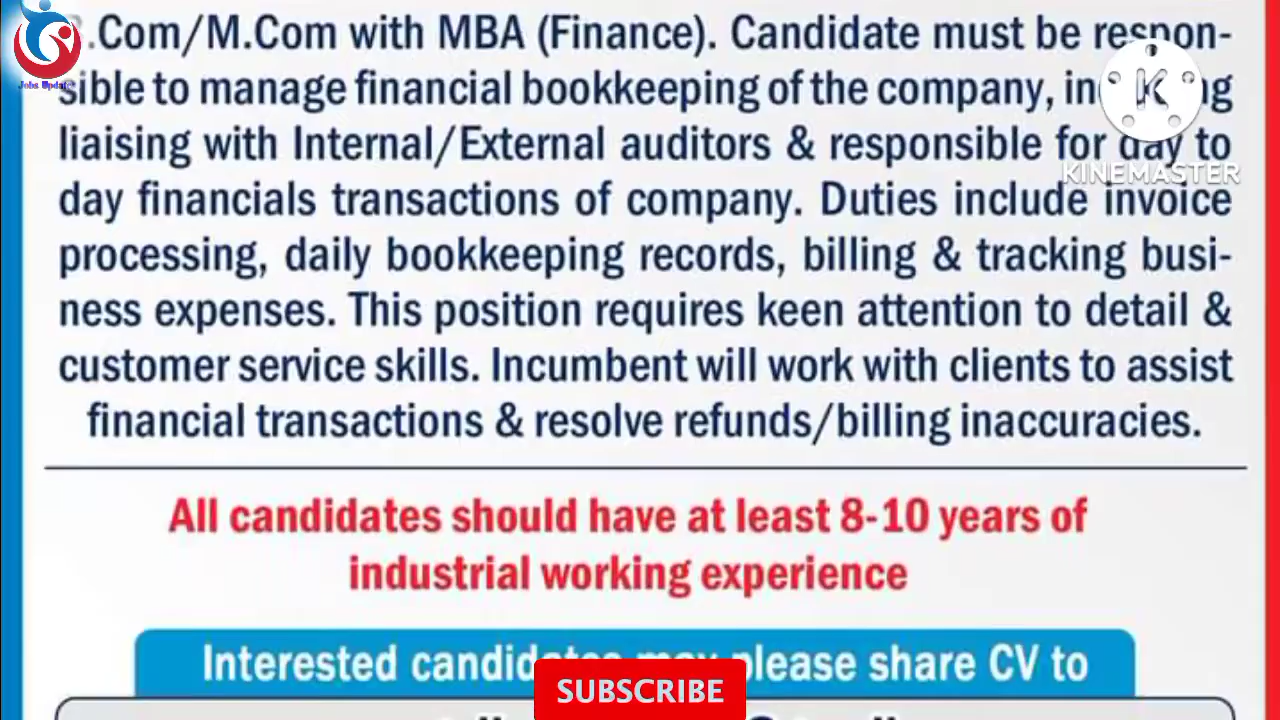 .Com/M.Com with MBA (Finance). Candidate must be respon-
Jobs Updates
sible to manage financial bookkeeping of the company,
K
liaising with Internal/External auditors & responsible for day to
KINEMASTER
day financials transactions of company. Duties include invoice
processing, daily bookkeeping records, billing & tracking busi-
ness expenses. This position requires keen attention to detail &
customer service skills. Incumbent will work with clients to assist
financial transactions & resolve refunds/billing inaccuracies.
All candidates should have at least 8-10 years of
industrial working experience
Interested candidates may please share CV to
SUBSCRIBE